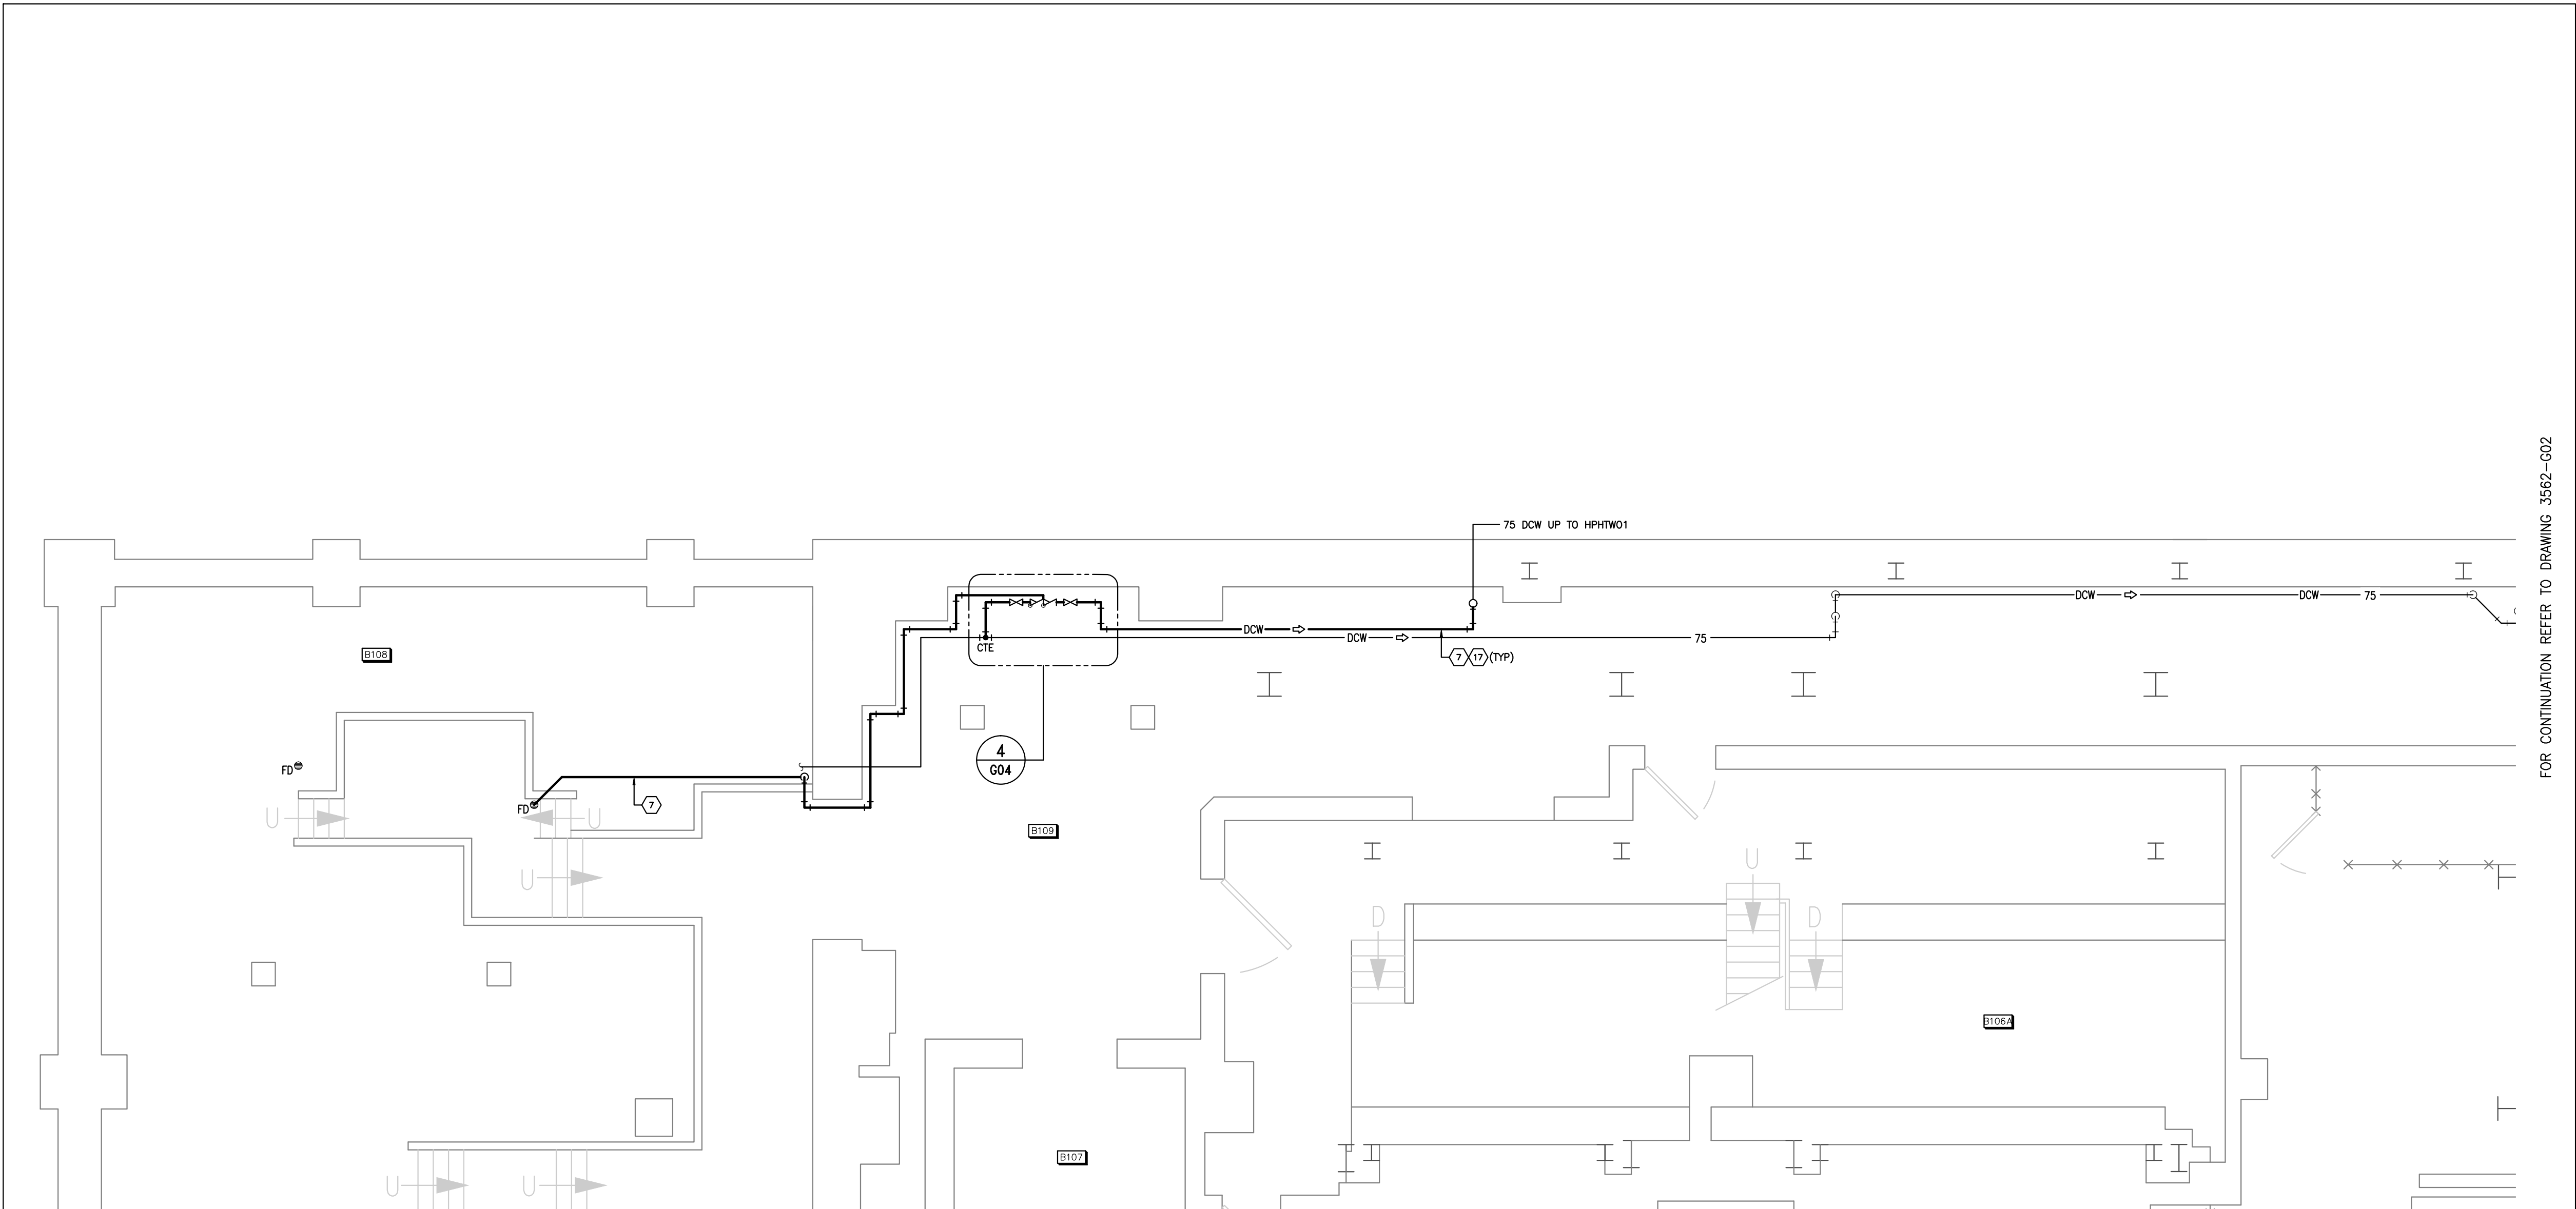 75 DCW UP TO HPHTWO1
DCW
DCW 75
DCW
DCW 75
CTE
7 17 (TYP)
B108
4
G04
FD
FD
7
U
U
B109
U
U
D
D
B106A
B107
U
U
FOR CONTINUATION REFER TO DRAWING 3562-G02